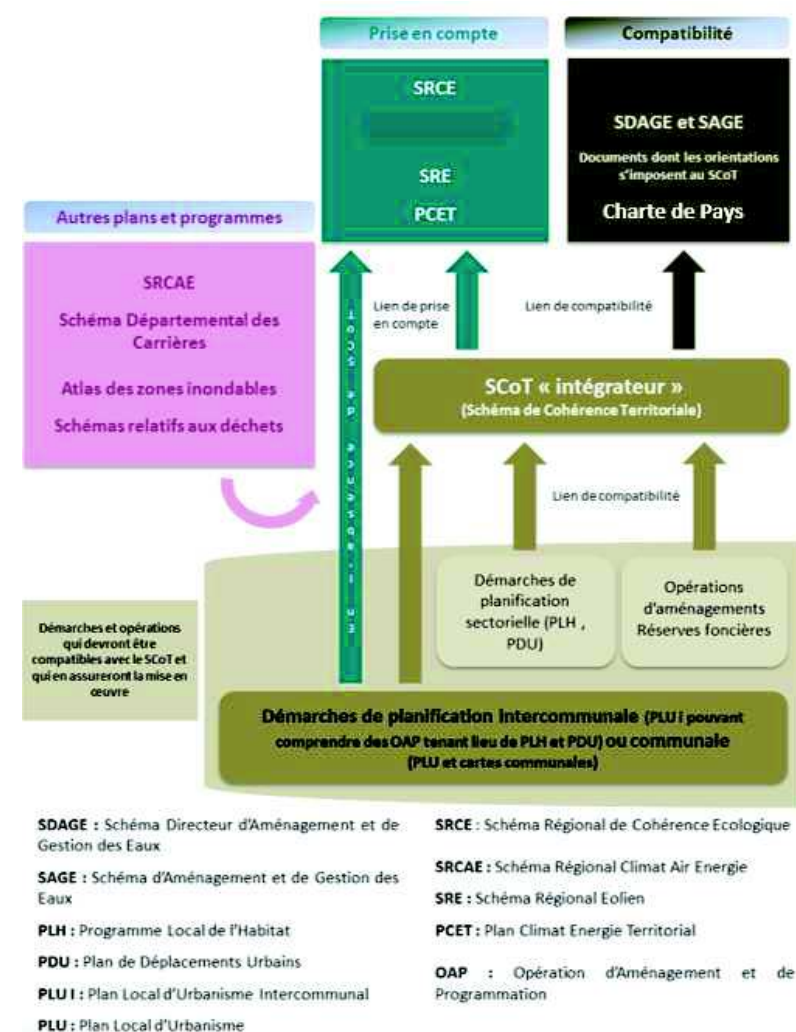 Prise en compte
Compatibilité
SRCE
SRE
PCET
SDAGE et SAGE
Documents dont les orientations
s'imposent au SCoT
Charte de Pays
Autres plans et programmes
SRCAE
Schéma Départemental des
Carrières
Atlas des zones inondables
Schémas relatifs aux déchets
Lien de prise
en compte
Lien de compatibilité
En l'absence de SCoT
SCoT « intégrateur »
(Schéma de Cohérence Territoriale)
Lien de compatibilité
Démarches de
planification
sectorielle (PLH ,
PDU)
Opérations
d'aménagements
Réserves foncières
Démarches et opérations
qui devront être
compatibles avec le SCoT et
qui en assureront la mise en
œuvre
Démarches de planification intercommunale (PLU i pouvant
comprendre des OAP tenant lieu de PLH et PDU) ou communale
(PLU et cartes communales)
SDAGE : Schéma Directeur d'Aménagement et de
Gestion des Eaux
SAGE : Schéma d'Aménagement et de Gestion des
Eaux
PLH : Programme Local de l'Habitat
PDU : Plan de Déplacements Urbains
PLU I : Plan Local d'Urbanisme Intercommunal
PLU : Plan Local d'Urbanisme
SRCE : Schéma Régional de Cohérence Ecologique
SRCAE : Schéma Régional Climat Air Energie
SRE : Schéma Régional Eolien
PCET : Plan Climat Energie Territorial
OAP : Opération d'Aménagement et de
Programmation